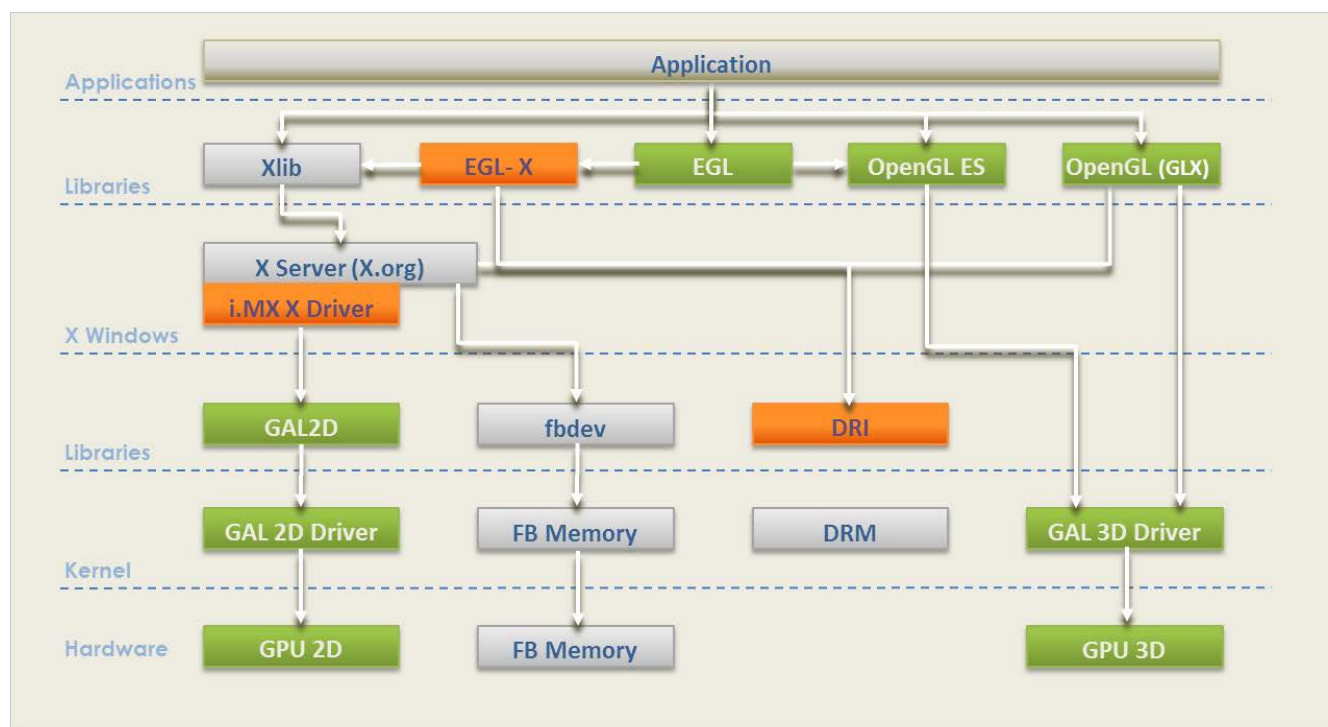 Application
Applications
Xlib
EGL- X
EGL
OpenGL ES
OpenGL (GLX)
Libraries
X Server (X.org)
i.MX X Driver
X Windows
GAL2D
fbdev
DRI
Libraries
GAL 2D Driver
FB Memory
DRM
GAL 3D Driver
Kernel
Hardware
GPU 2D
FB Memory
GPU 3D